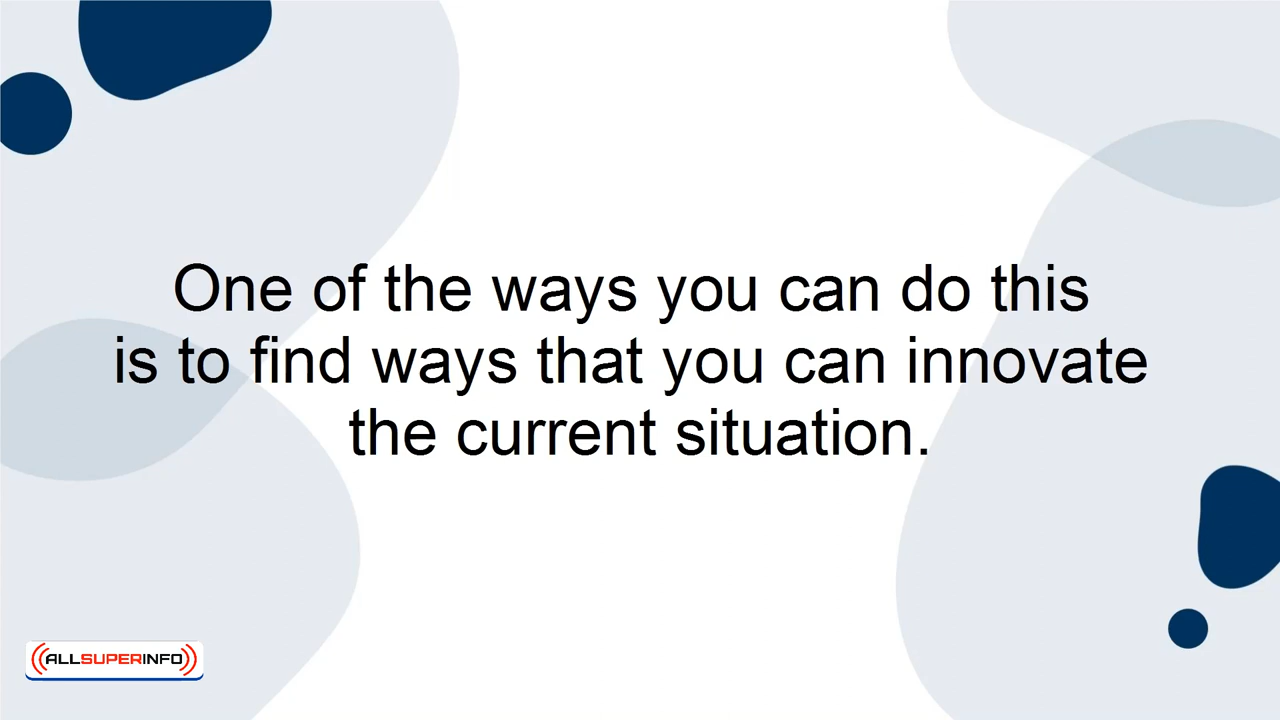 One of the ways you can do this
is to find ways that you can innovate
the current situation.
ALLSUPERINFO